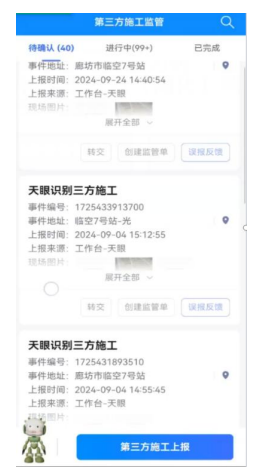 第三方施工监管
待确认 (40) 进行中(99+) 已完成
事件地址： 廊坊市临空7号站
上报时间： 2024-09-24 14:40:54
上报来源： 工作台-天眼
现场图片：
展开全部
转交 创建监管单 误报反馈
天眼识别三方施工
事件编号： 1725433913700
事件地址： 临空7号站-光
上报时间： 2024-09-04 15:12:55
上报来源： 工作台-天眼
现场图片：
展开全部
转交 创建监管单 误报反馈
天眼识别三方施工
事件编号： 1725431893510
事件地址： 廊坊市临空7号站
上报时间： 2024-09-04 14:55:45
上报来源： 工作台-天眼
现场图片：
第三方施工上报